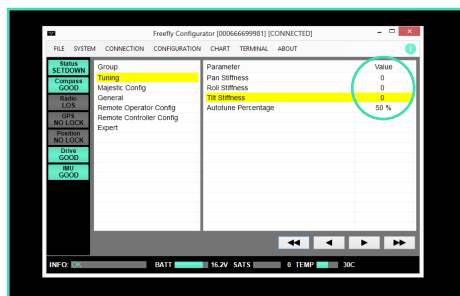 Freefly Configurator [000666699981] [CONNECTED]
FILE SYSTEM CONNECTION CONFIGURATION CHART TERMINAL ABOUT
Status
SETDOWN
Compass
GOOD
Radio
LOS
GPS
NO LOCK
Position
NO LOCK
Drive
GOOD
IMU
GOOD
Group
Tuning
Majestic Config
General
Remote Operator Config
Remote Controller Config
Expert
Parameter Value
Pan Stiffness 0
Roll Stiffness 0
Tilt Stiffness 0
Autotune Percentage 50 %
INFO: OK BATT 16.2V SATS 0 TEMP 30C